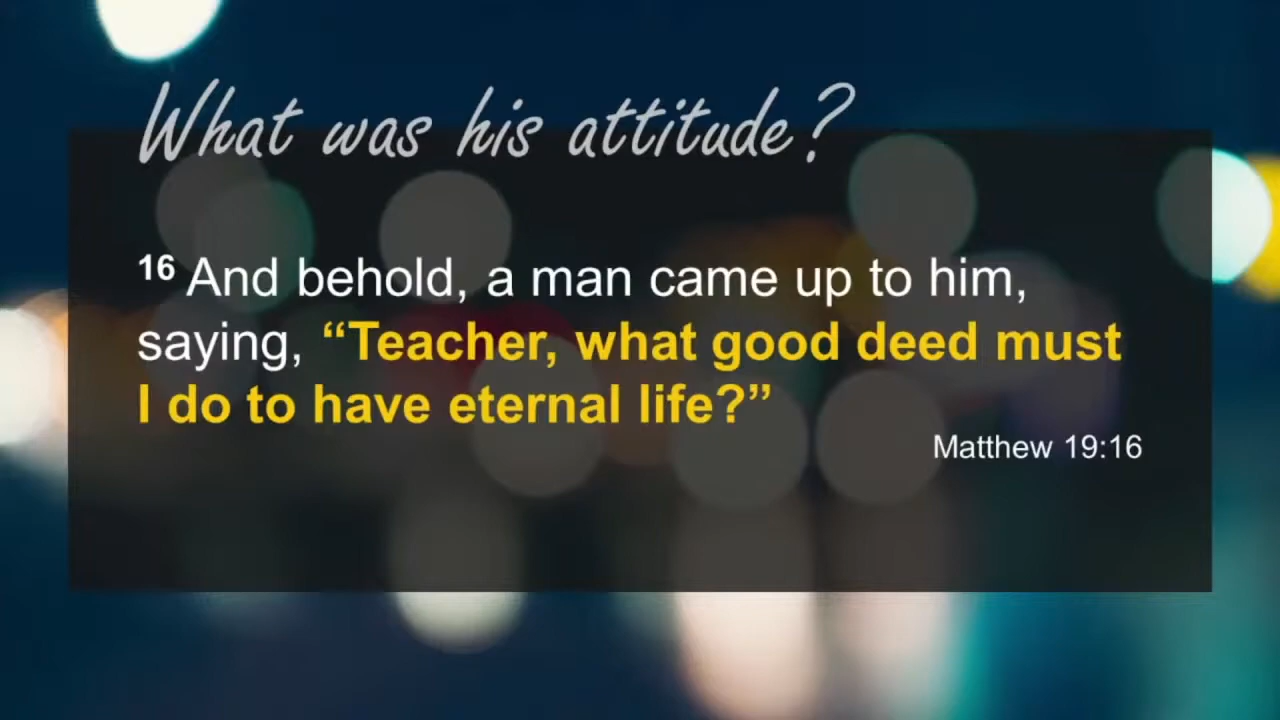 What was his attitude?
16 And behold, a man came up to him,
saying, “Teacher, what good deed must
I do to have eternal life?”
Matthew 19:16